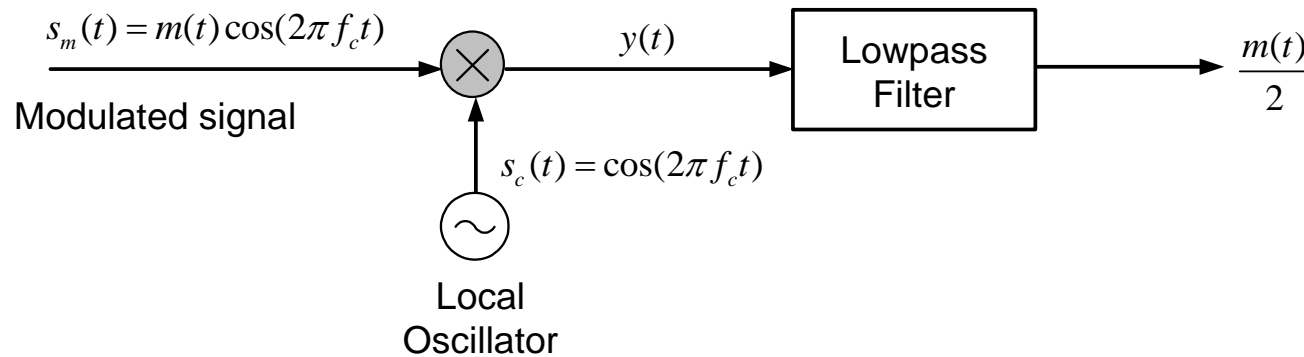 s_m(t) = m(t)cos(2π f_c t)
Modulated signal
y(t)
Lowpass
Filter
m(t)
2
s_c(t) = cos(2π f_c t)
Local
Oscillator